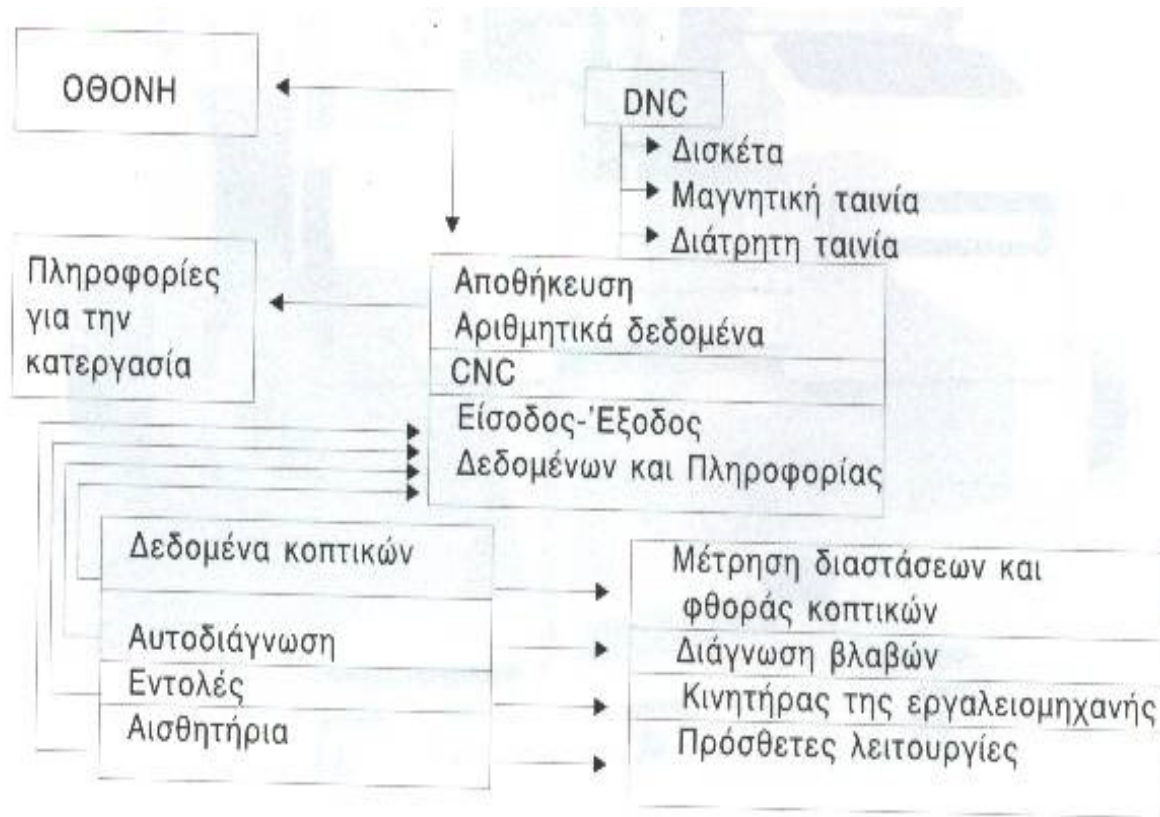 ΟΘΟΝΗ
DNC
Δισκέτα
Μαγνητική ταινία
Διάτρητη ταινία
Πληροφορίες
για την
κατεργασία
Αποθήκευση
Αριθμητικά δεδομένα
CNC
Είσοδος-Έξοδος
Δεδομένων και Πληροφορίας
Δεδομένα κοπτικών
Αυτοδιάγνωση
Εντολές
Αισθητήρια
Μέτρηση διαστάσεων και
φθοράς κοπτικών
Διάγνωση βλαβών
Κινητήρας της εργαλειομηχανής
Πρόσθετες λειτουργίες